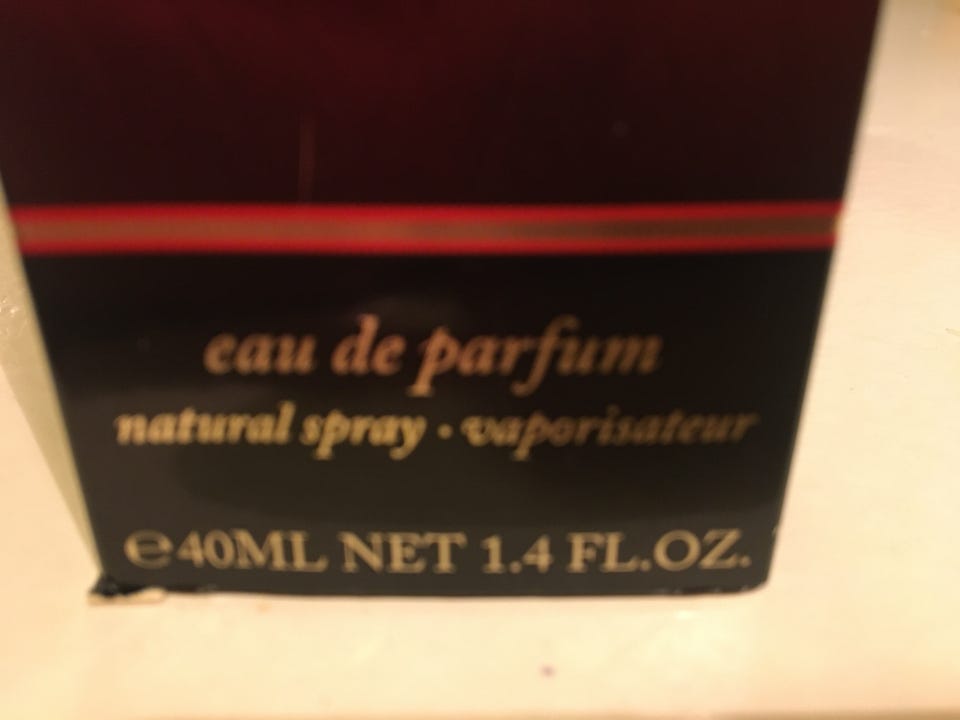 eau de parfum
natural spray · vaporisateur
℮40ML NET 1.4 FL.OZ.